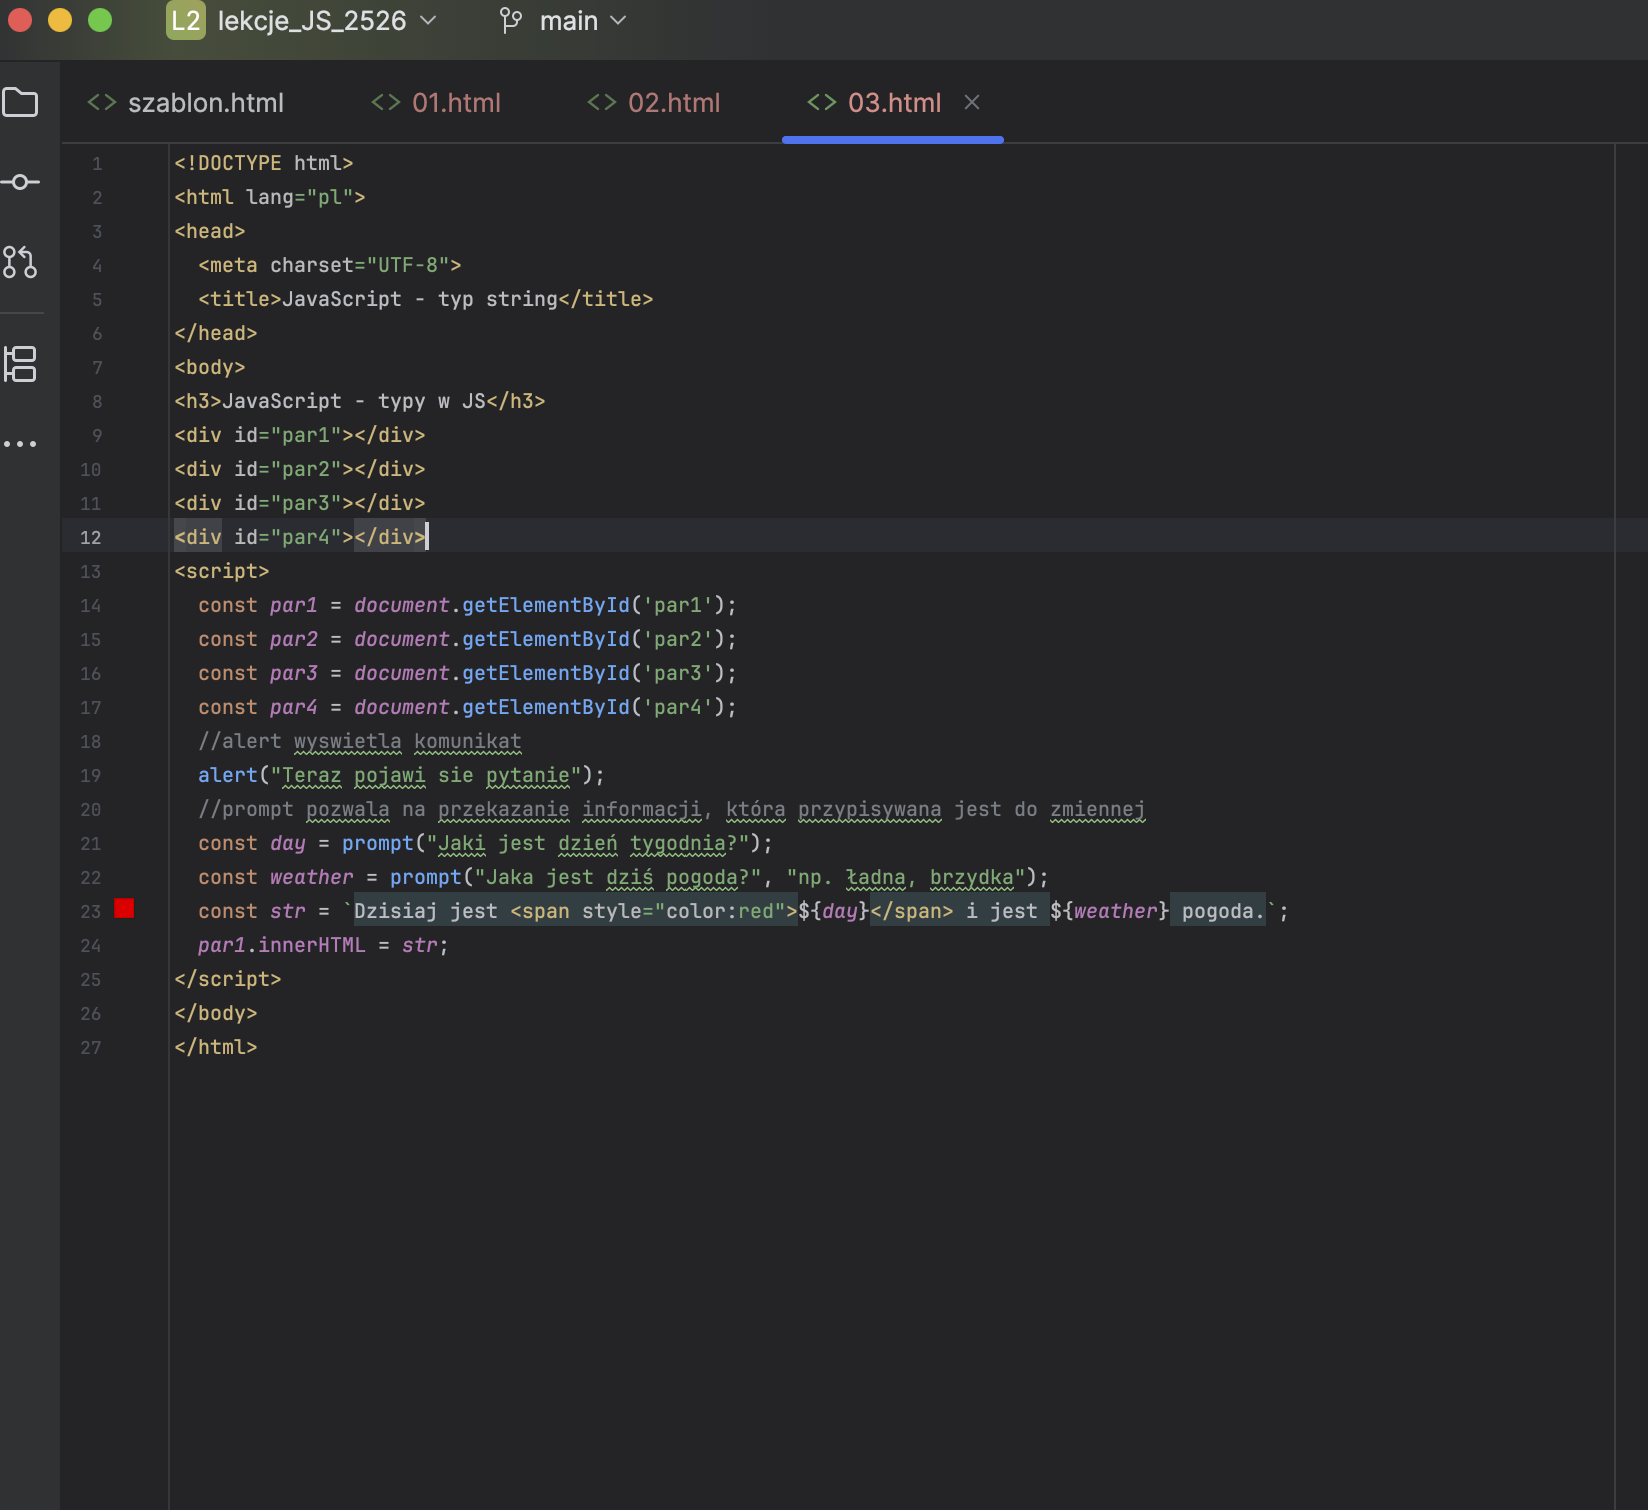 L2 lekcje_JS_2526 main
szablon.html 01.html 02.html 03.html
1 <!DOCTYPE html>
2 <html lang="pl">
3 <head>
4 <meta charset="UTF-8">
5 <title>JavaScript - typ string</title>
6 </head>
7 <body>
8 <h3>JavaScript - typy w JS</h3>
9 <div id="par1"></div>
10 <div id="par2"></div>
11 <div id="par3"></div>
12 <div id="par4"></div>
13 <script>
14 const par1 = document.getElementById('par1');
15 const par2 = document.getElementById('par2');
16 const par3 = document.getElementById('par3');
17 const par4 = document.getElementById('par4');
18 //alert wyswietla komunikat
19 alert("Teraz pojawi sie pytanie");
20 //prompt pozwala na przekazanie informacji, która przypisywana jest do zmiennej
21 const day = prompt("Jaki jest dzień tygodnia?");
22 const weather = prompt("Jaka jest dziś pogoda?", "np. ładna, brzydka");
23 const str = `Dzisiaj jest <span style="color:red">${day}</span> i jest ${weather} pogoda.`;
24 par1.innerHTML = str;
25 </script>
26 </body>
27 </html>